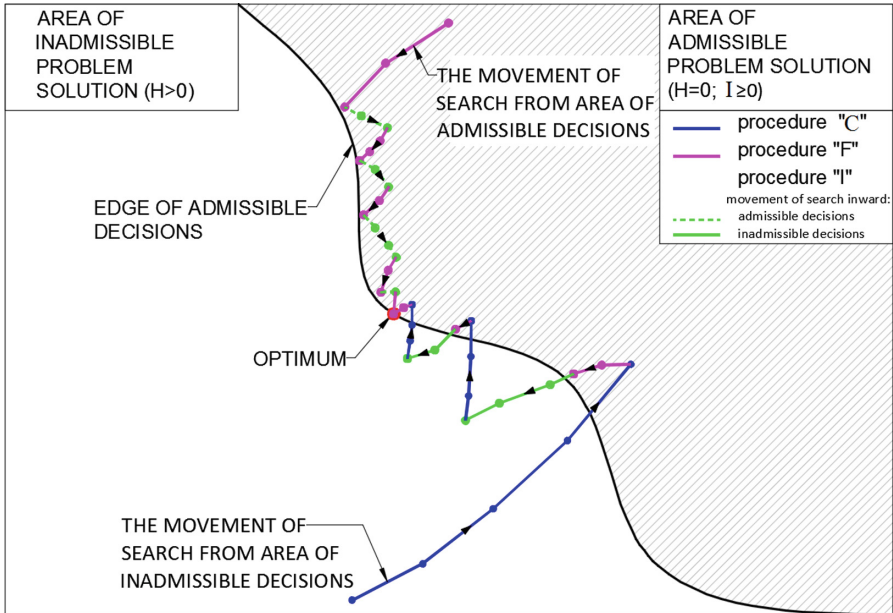 AREA OF
INADMISSIBLE
PROBLEM
SOLUTION (H>0)
AREA OF
ADMISSIBLE
PROBLEM SOLUTION
(H=0; I≥0)
procedure "C"
procedure "F"
procedure "I"
movement of search inward:
admissible decisions
inadmissible decisions
THE MOVEMENT OF
SEARCH FROM AREA OF
ADMISSIBLE DECISIONS
EDGE OF ADMISSIBLE
DECISIONS
OPTIMUM
THE MOVEMENT OF
SEARCH FROM AREA OF
INADMISSIBLE DECISIONS